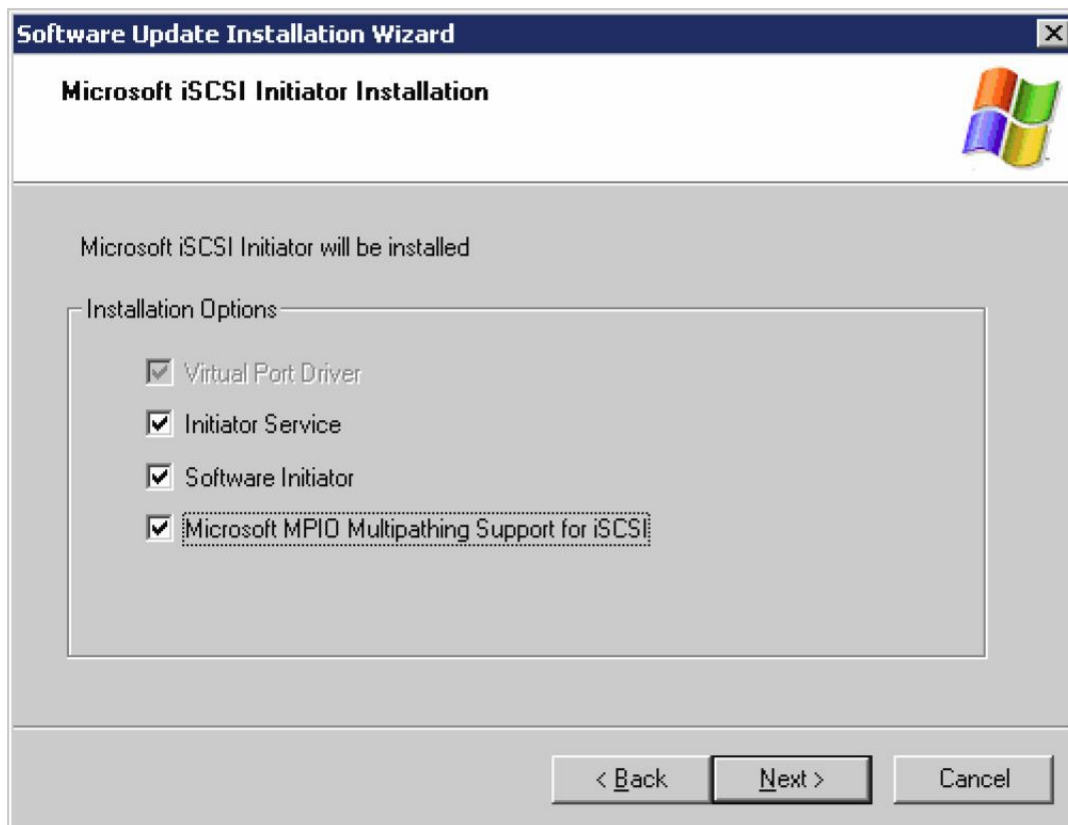 Software Update Installation Wizard
Microsoft iSCSI Initiator Installation
Microsoft iSCSI Initiator will be installed
Installation Options
Virtual Port Driver
Initiator Service
Software Initiator
Microsoft MPIO Multipathing Support for iSCSI
< Back Next > Cancel